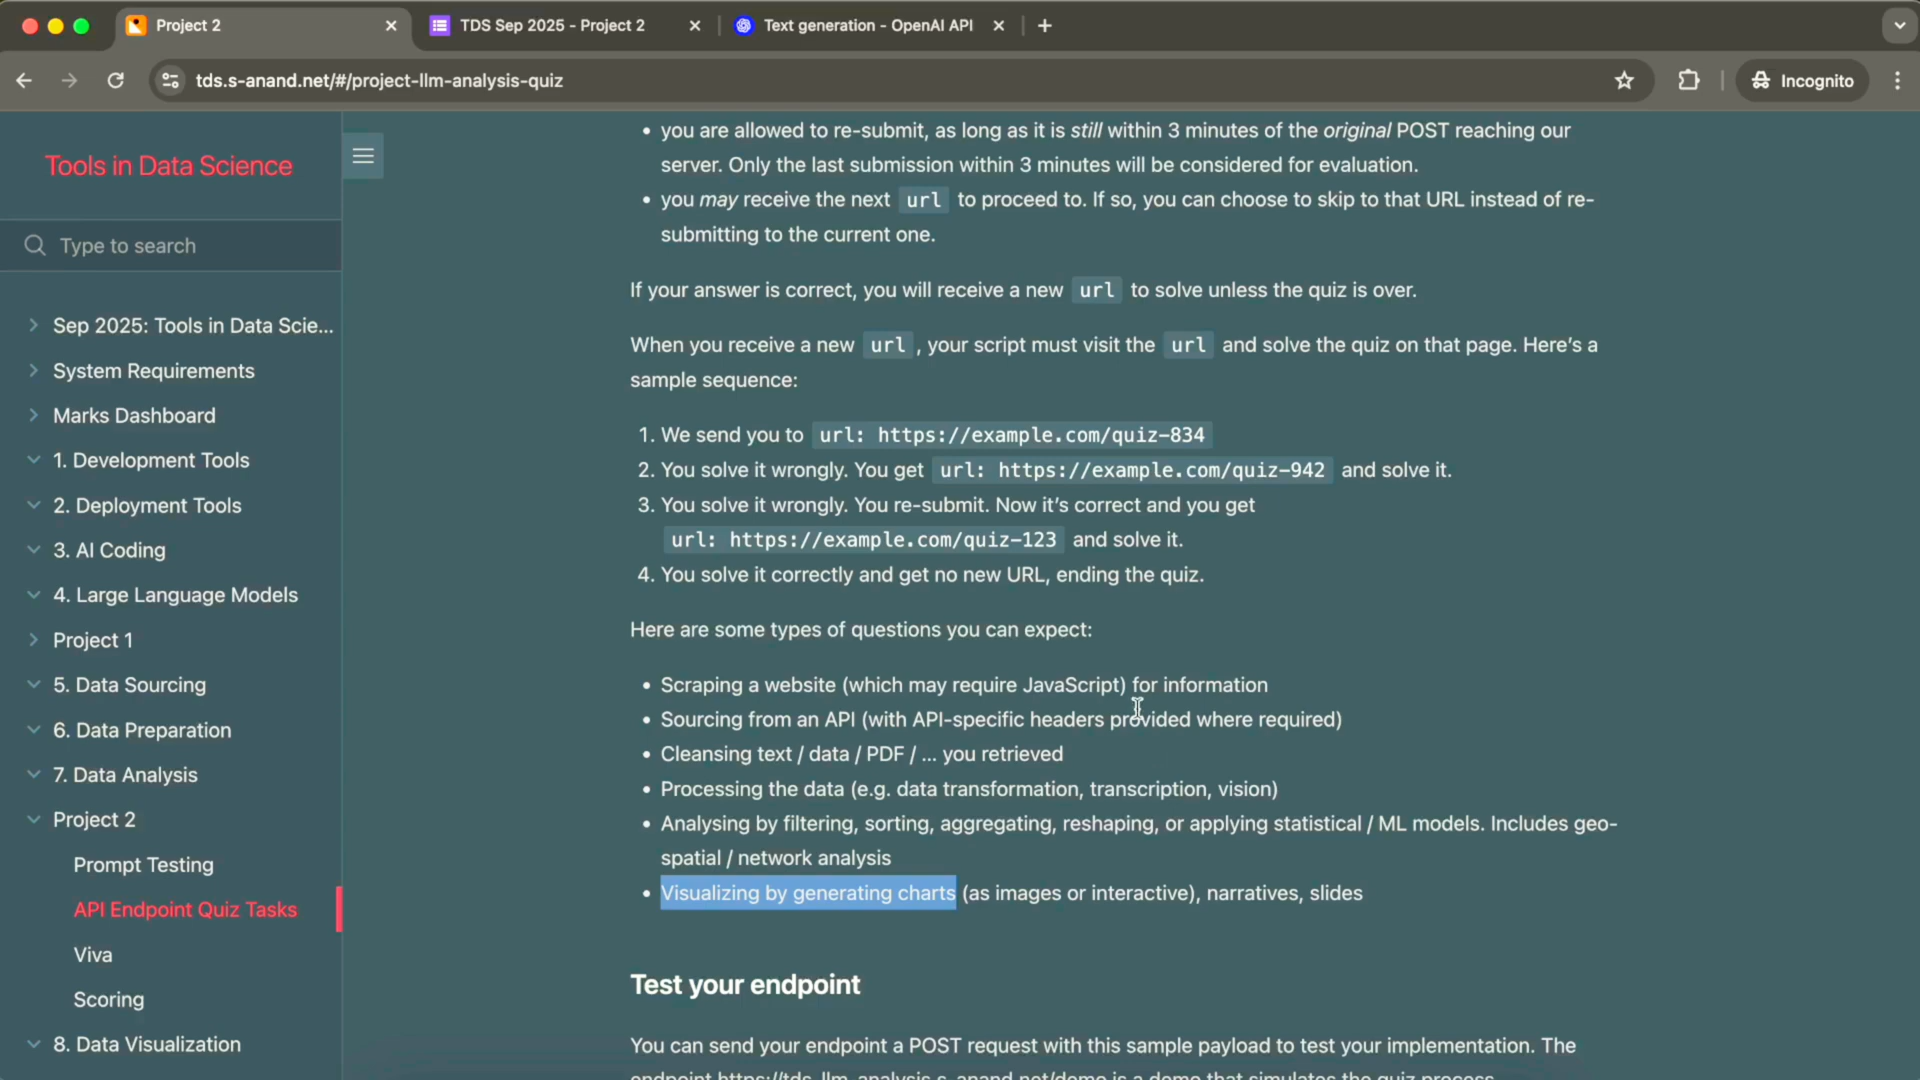 Project 2
TDS Sep 2025 - Project 2
Text generation - OpenAI API
tds.s-anand.net/#/project-llm-analysis-quiz
Incognito
Tools in Data Science
Type to search
Sep 2025: Tools in Data Scie...
System Requirements
Marks Dashboard
1. Development Tools
2. Deployment Tools
3. AI Coding
4. Large Language Models
Project 1
5. Data Sourcing
6. Data Preparation
7. Data Analysis
Project 2
Prompt Testing
API Endpoint Quiz Tasks
Viva
Scoring
8. Data Visualization
• you are allowed to re-submit, as long as it is still within 3 minutes of the original POST reaching our
server. Only the last submission within 3 minutes will be considered for evaluation.
• you may receive the next url to proceed to. If so, you can choose to skip to that URL instead of re-
submitting to the current one.
If your answer is correct, you will receive a new url to solve unless the quiz is over.
When you receive a new url , your script must visit the url and solve the quiz on that page. Here's a
sample sequence:
1. We send you to url: https://example.com/quiz-834
2. You solve it wrongly. You get url: https://example.com/quiz-942 and solve it.
3. You solve it wrongly. You re-submit. Now it's correct and you get
url: https://example.com/quiz-123 and solve it.
4. You solve it correctly and get no new URL, ending the quiz.
Here are some types of questions you can expect:
• Scraping a website (which may require JavaScript) for information
• Sourcing from an API (with API-specific headers provided where required)
• Cleansing text / data / PDF / ... you retrieved
• Processing the data (e.g. data transformation, transcription, vision)
• Analysing by filtering, sorting, aggregating, reshaping, or applying statistical / ML models. Includes geo-
spatial / network analysis
• Visualizing by generating charts (as images or interactive), narratives, slides
Test your endpoint
You can send your endpoint a POST request with this sample payload to test your implementation. The
endpoint https://tds-llm-analysis.s-anand.net/demo is a demo that simulates the quiz process.